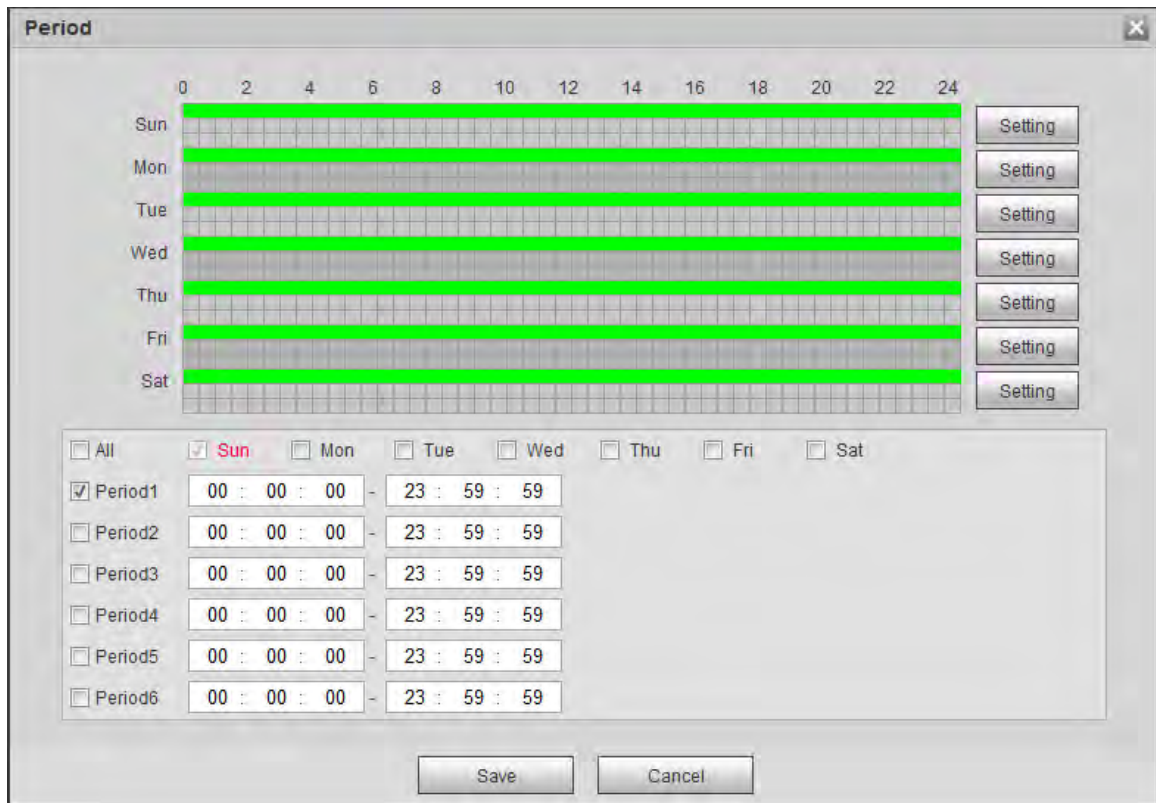 Period
0 2 4 6 8 10 12 14 16 18 20 22 24
Sun Setting
Mon Setting
Tue Setting
Wed Setting
Thu Setting
Fri Setting
Sat Setting
All Sun Mon Tue Wed Thu Fri Sat
Period1 00 : 00 : 00 - 23 : 59 : 59
Period2 00 : 00 : 00 - 23 : 59 : 59
Period3 00 : 00 : 00 - 23 : 59 : 59
Period4 00 : 00 : 00 - 23 : 59 : 59
Period5 00 : 00 : 00 - 23 : 59 : 59
Period6 00 : 00 : 00 - 23 : 59 : 59
Save Cancel